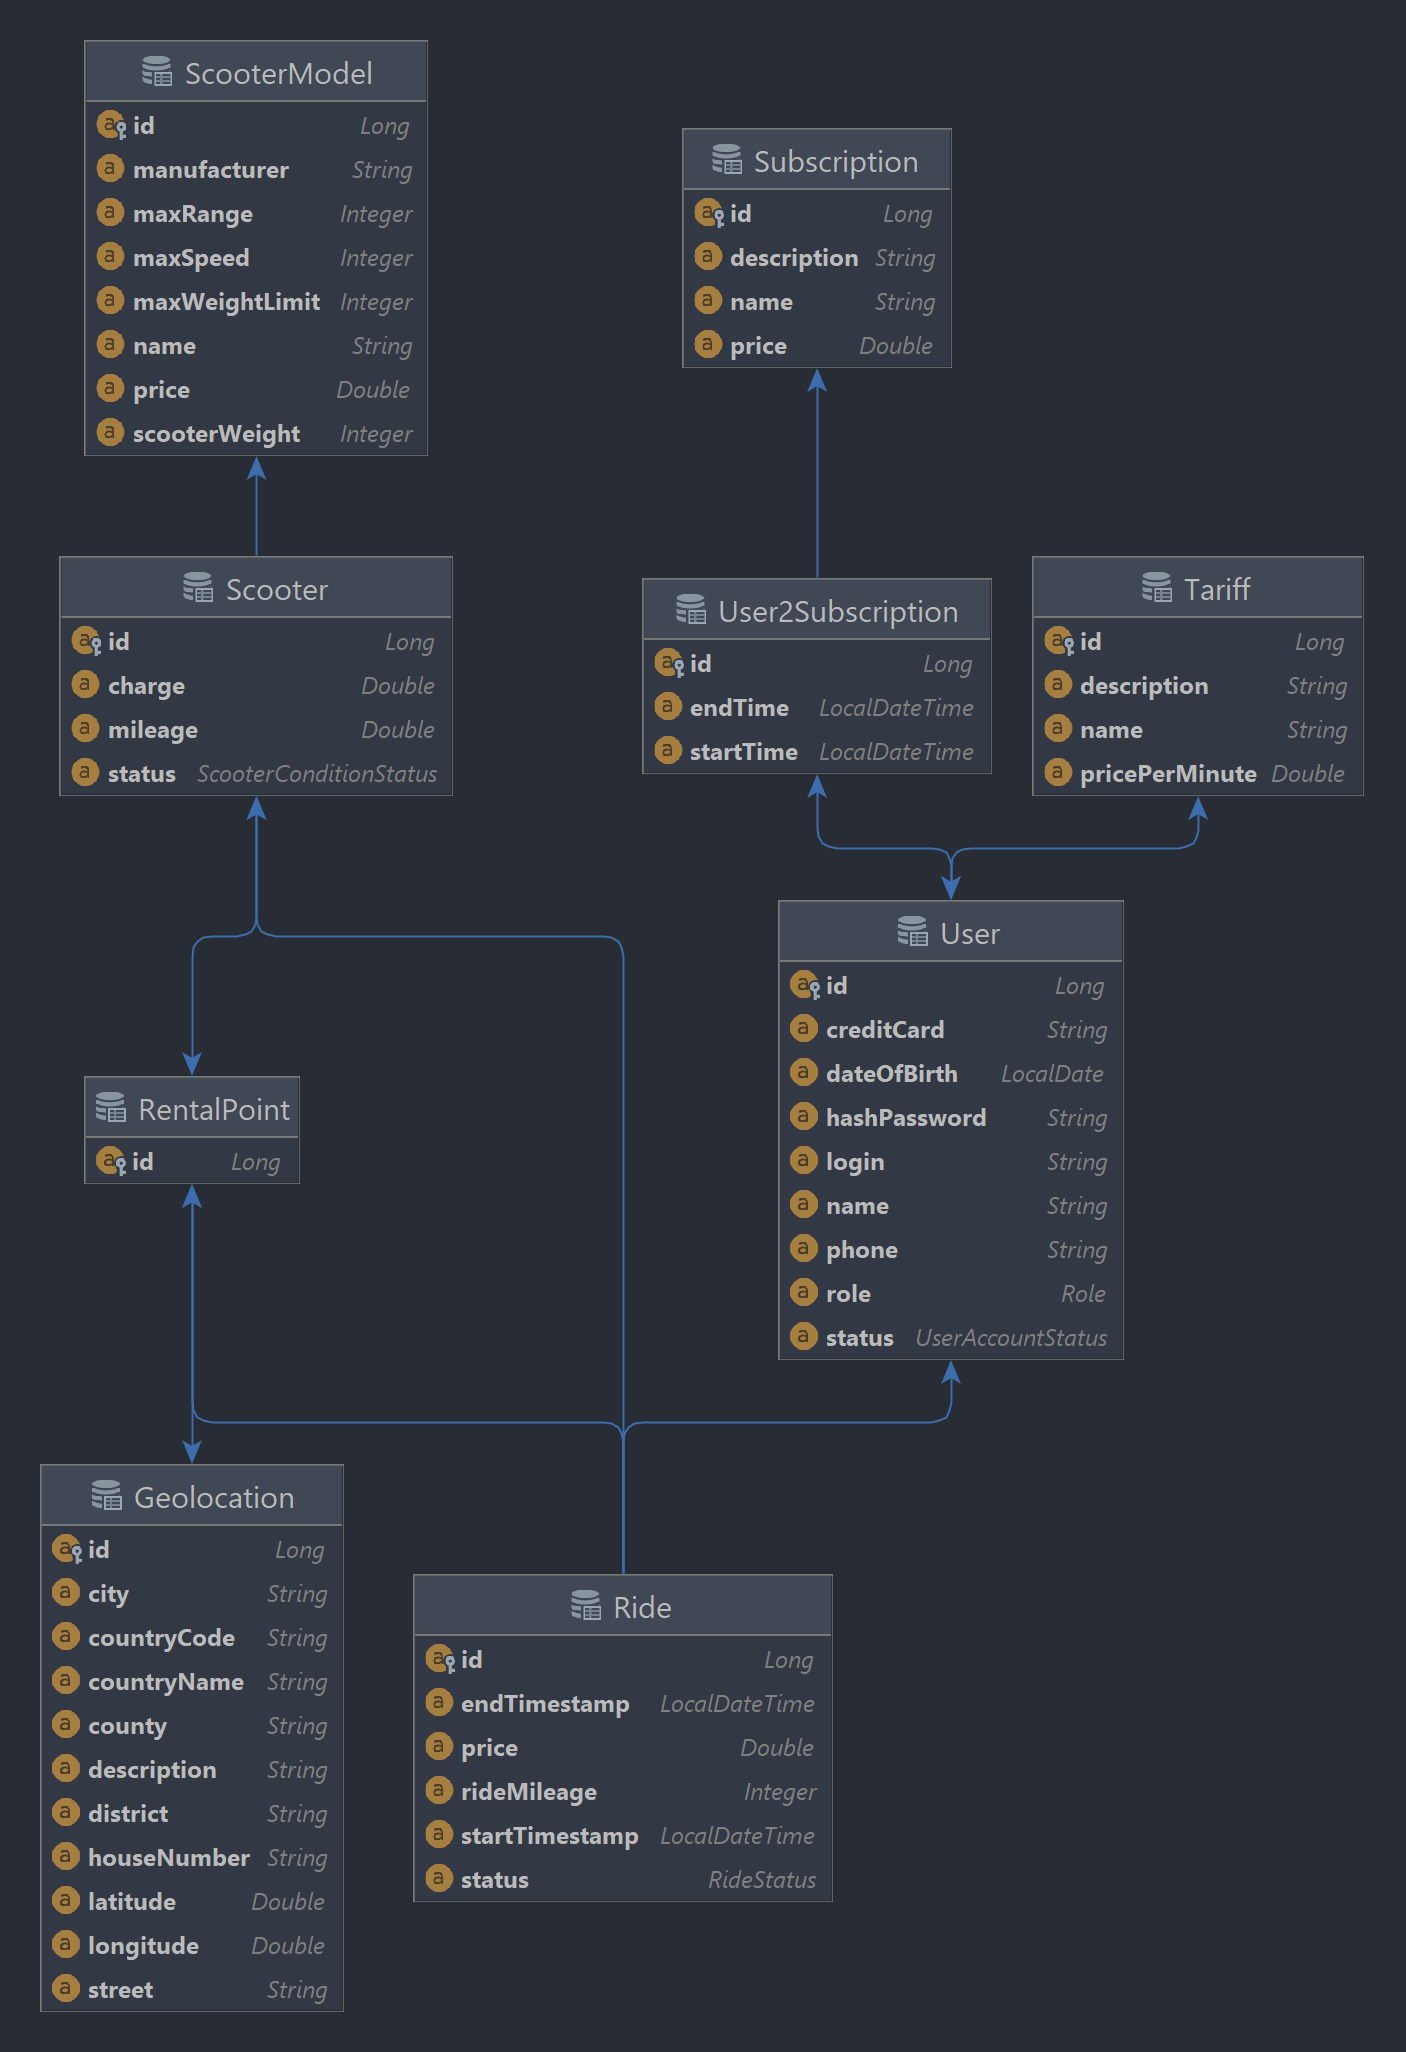 ScooterModel
id Long
manufacturer String
maxRange Integer
maxSpeed Integer
maxWeightLimit Integer
name String
price Double
scooterWeight Integer
Subscription
id Long
description String
name String
price Double
Scooter
id Long
charge Double
mileage Double
status ScooterConditionStatus
User2Subscription
id Long
endTime LocalDateTime
startTime LocalDateTime
Tariff
id Long
description String
name String
pricePerMinute Double
User
id Long
creditCard String
dateOfBirth LocalDate
hashPassword String
login String
name String
phone String
role Role
status UserAccountStatus
RentalPoint
id Long
Geolocation
id Long
city String
countryCode String
countryName String
county String
description String
district String
houseNumber String
latitude Double
longitude Double
street String
Ride
id Long
endTimestamp LocalDateTime
price Double
rideMileage Integer
startTimestamp LocalDateTime
status RideStatus